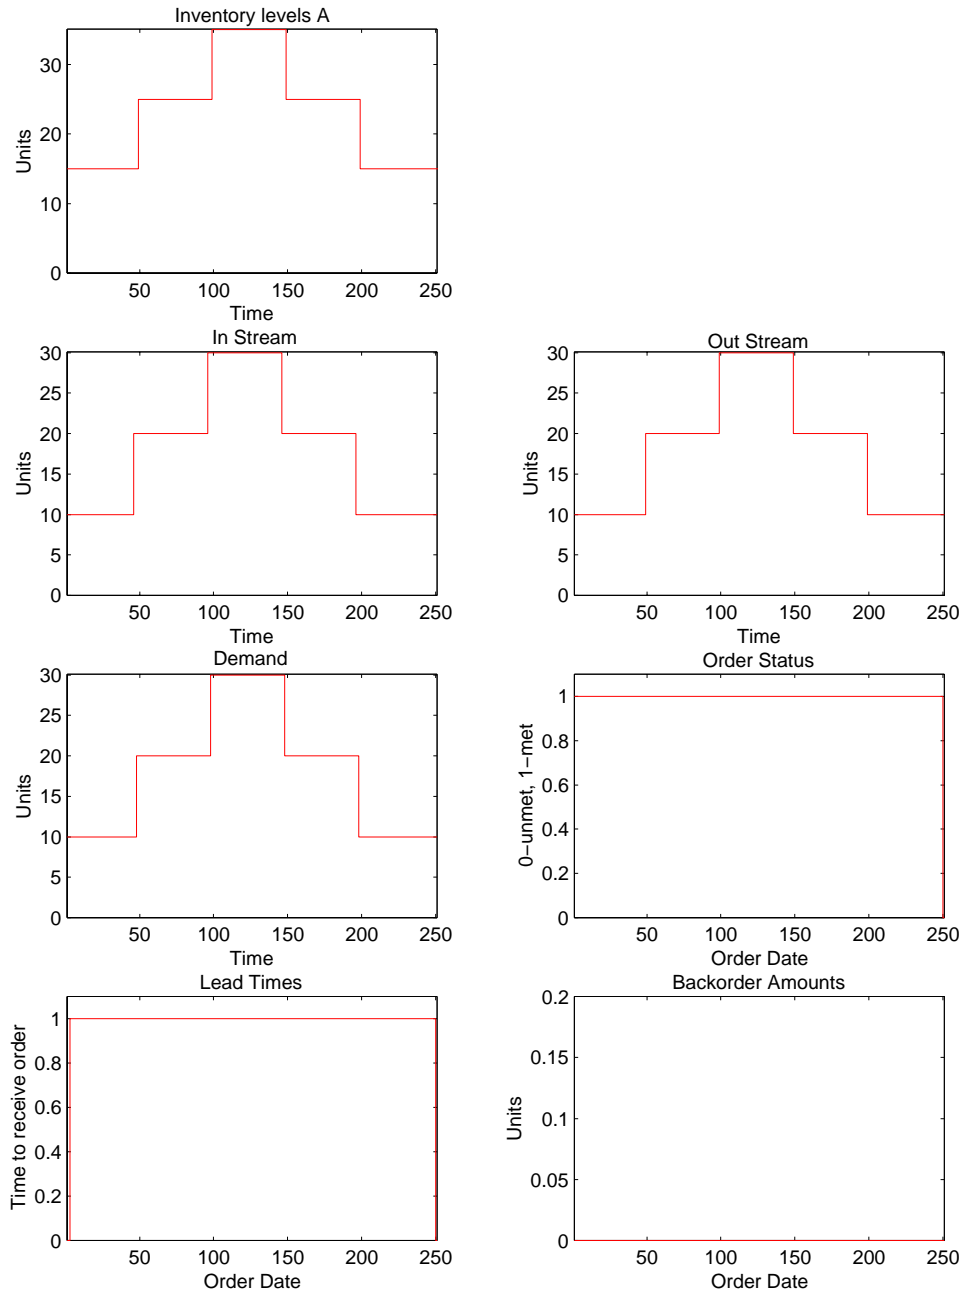 Inventory levels A
30
20
10
0
Units
50 100 150 200 250
Time
In Stream
30
25
20
15
10
5
0
Units
50 100 150 200 250
Time
Out Stream
30
25
20
15
10
5
0
Units
50 100 150 200 250
Time
Demand
30
25
20
15
10
5
0
Units
50 100 150 200 250
Time
Order Status
1
0.8
0.6
0.4
0.2
0
0−unmet, 1−met
50 100 150 200 250
Order Date
Lead Times
1
0.8
0.6
0.4
0.2
0
Time to receive order
50 100 150 200 250
Order Date
Backorder Amounts
0.2
0.15
0.1
0.05
0
Units
50 100 150 200 250
Order Date